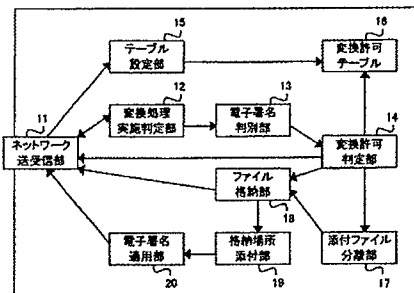 15
テーブル
設定部
16
変換許可
テーブル
11
ネットワーク
送受信部
12
変換処理
実施判定部
13
電子署名
判別部
14
変換許可
判定部
ファイル
格納部
18
電子署名
適用部
20
格納場所
添付部
19
添付ファイル
分離部
17